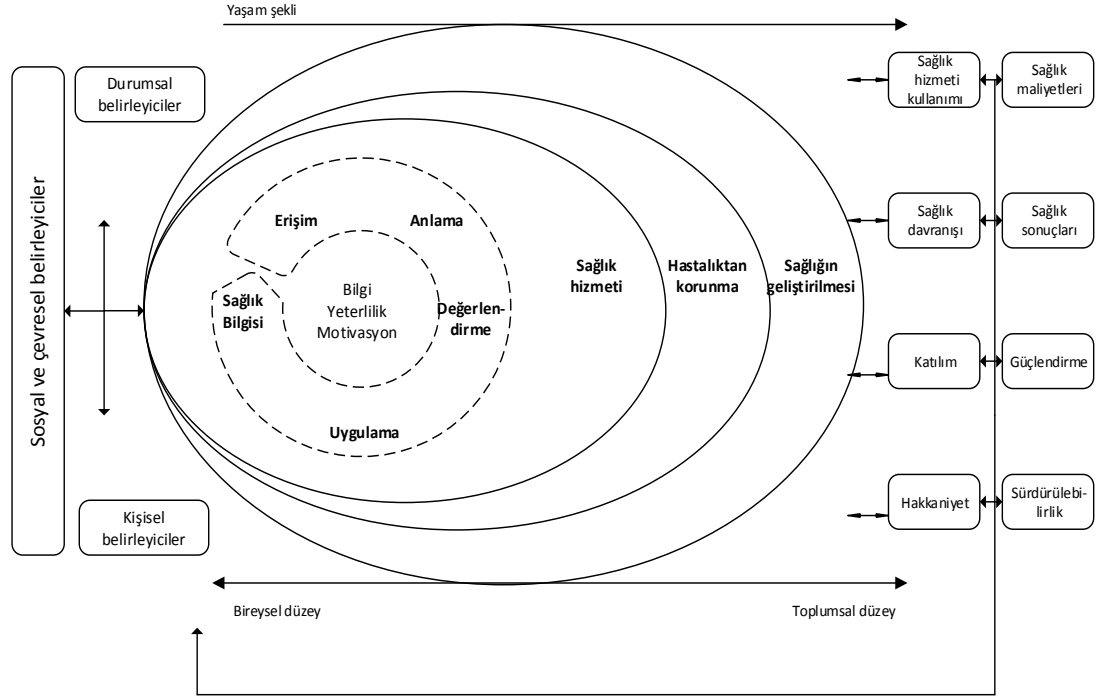 Yaşam şekli
Durumsal
belirleyiciler
Sosyal ve çevresel belirleyiciler
Kişisel
belirleyiciler
Erişim
Anlama
Sağlık
Bilgisi
Bilgi
Yeterlilik
Motivasyon
Değerlen-
dirme
Uygulama
Sağlık
hizmeti
Hastalıktan
korunma
Sağlığın
geliştirilmesi
Sağlık
hizmeti
kullanımı
Sağlık
maliyetleri
Sağlık
davranışı
Sağlık
sonuçları
Katılım
Güçlendirme
Hakkaniyet
Sürdürülebi-
lirlik
Bireysel düzey
Toplumsal düzey